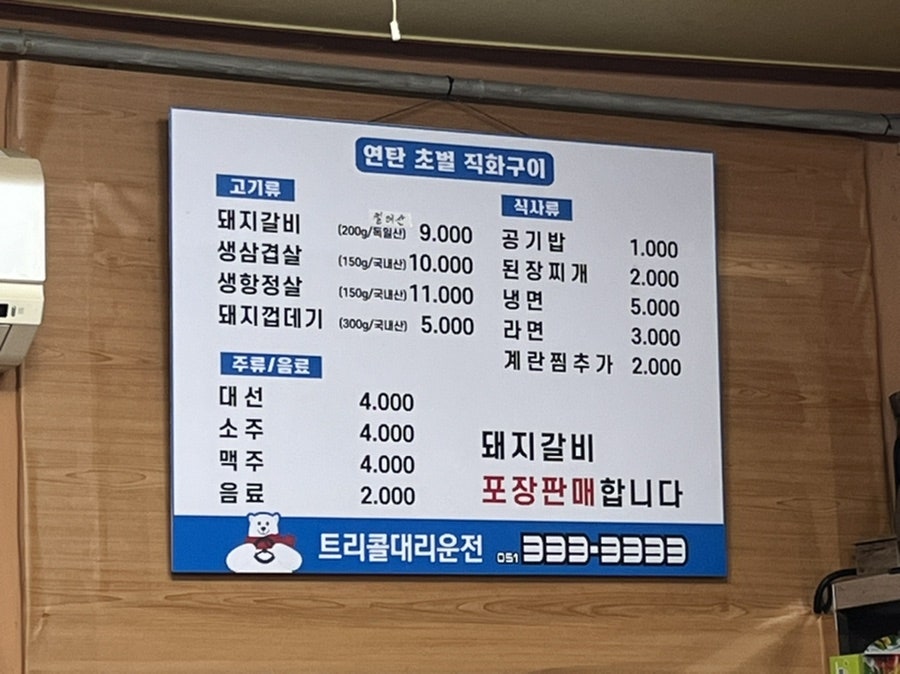 연탄 초벌 직화구이
고기류
돼지갈비 (200g/독일산) 9.000
생삼겹살 (150g/국내산) 10.000
생항정살 (150g/국내산) 11.000
돼지껍데기 (300g/국내산) 5.000
주류/음료
대선 4.000
소주 4.000
맥주 4.000
음료 2.000
식사류
공기밥 1.000
된장찌개 2.000
냉면 5.000
라면 3.000
계란찜추가 2.000
돼지갈비
포장판매합니다
트리콜대리운전 051 333-3333